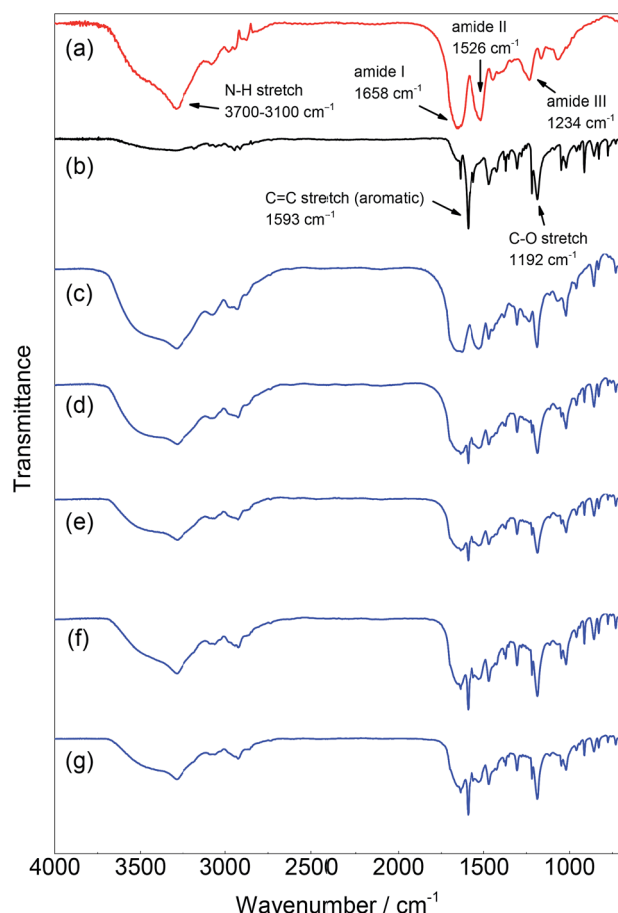 (a)
N-H stretch
3700-3100 cm⁻¹
amide I
1658 cm⁻¹
amide II
1526 cm⁻¹
amide III
1234 cm⁻¹
(b)
C=C stretch (aromatic)
1593 cm⁻¹
C-O stretch
1192 cm⁻¹
(c)
(d)
(e)
(f)
(g)
Transmittance
4000 3500 3000 2500 2000 1500 1000
Wavenumber / cm⁻¹